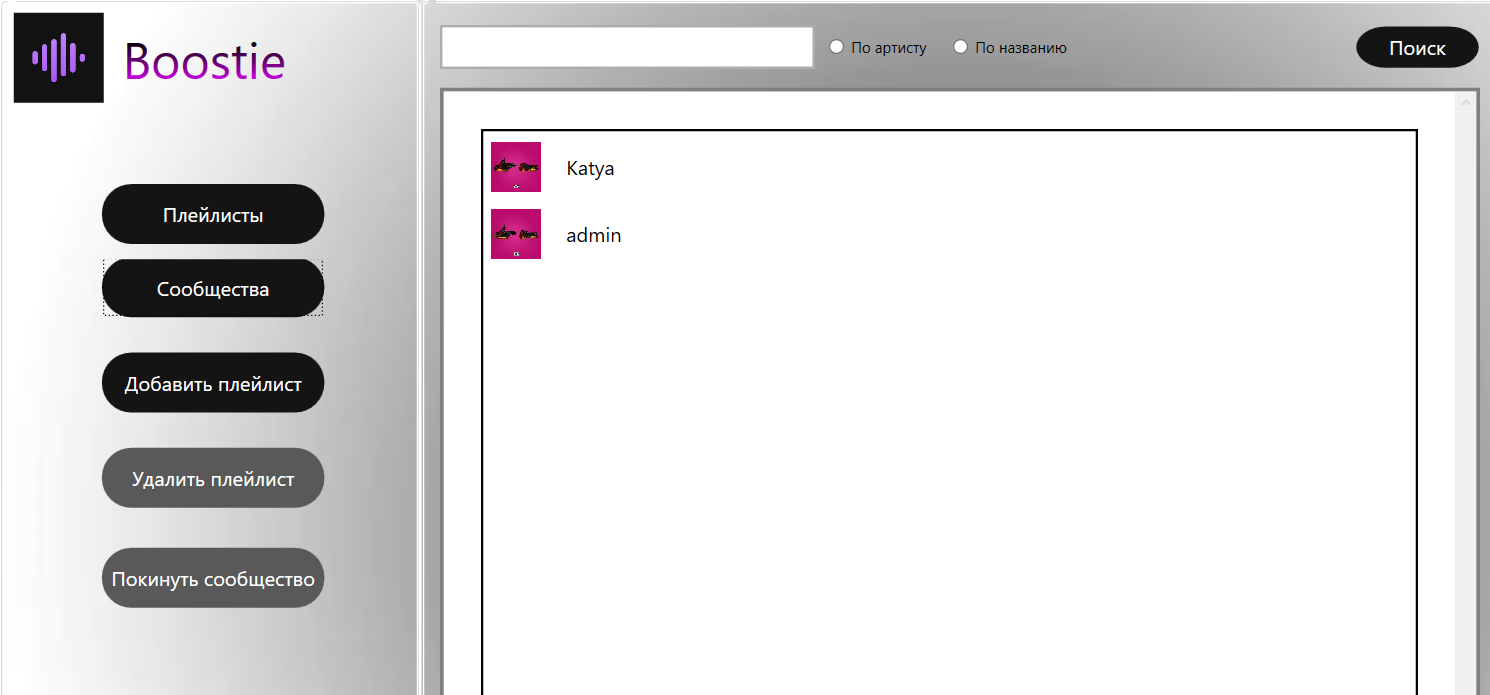 Boostie
Плейлисты
Сообщества
Добавить плейлист
Удалить плейлист
Покинуть сообщество
По артисту
По названию
Поиск
Katya
admin